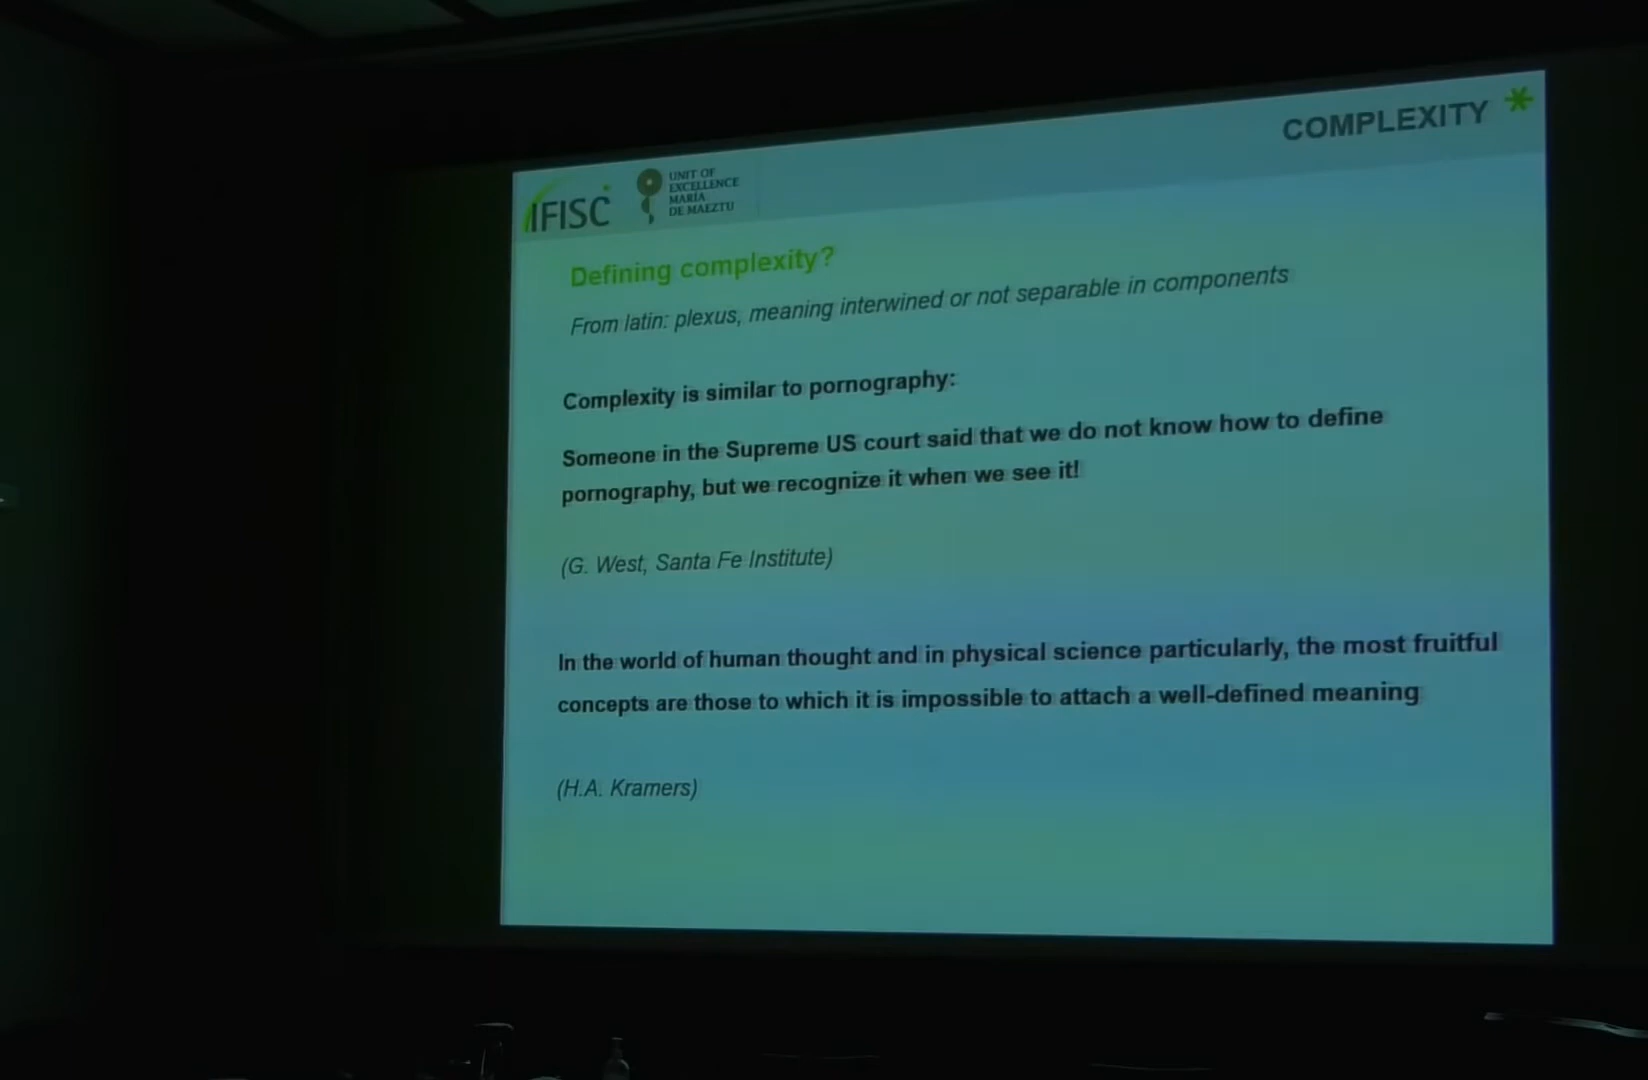 COMPLEXITY *
IFISC
UNIT OF
EXCELLENCE
MARÍA
DE MAEZTU
Defining complexity?
From latin: plexus, meaning interwined or not separable in components
Complexity is similar to pornography:
Someone in the Supreme US court said that we do not know how to define
pornography, but we recognize it when we see it!
(G. West, Santa Fe Institute)
In the world of human thought and in physical science particularly, the most fruitful
concepts are those to which it is impossible to attach a well-defined meaning
(H.A. Kramers)